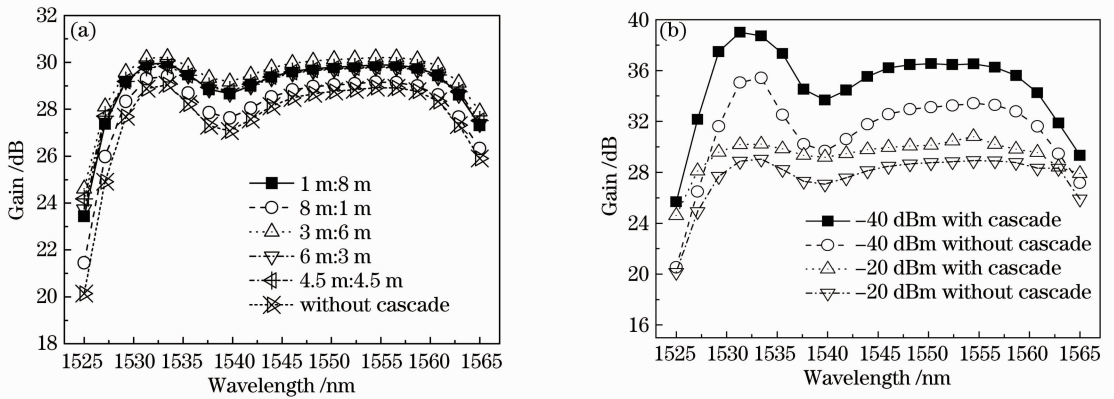 (a)
32
30
28
26
24
22
20
18
Gain /dB
1 m:8 m
8 m:1 m
3 m:6 m
6 m:3 m
4.5 m:4.5 m
without cascade
1525 1530 1535 1540 1545 1550 1555 1560 1565
Wavelength /nm
(b)
40
36
32
28
24
20
16
Gain /dB
−40 dBm with cascade
−40 dBm without cascade
−20 dBm with cascade
−20 dBm without cascade
1525 1530 1535 1540 1545 1550 1555 1560 1565
Wavelength /nm